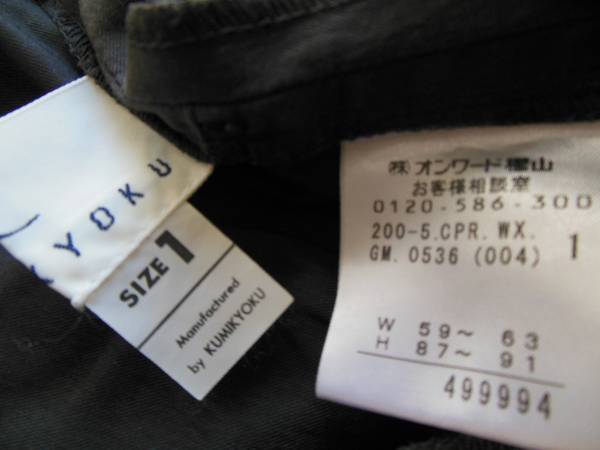 KYOKU
SIZE 1
Manufactured
by KUMIKYOKU
㈱オンワード樫山
お客様相談室
0120-586-300
200-5.CPR.WX.
GM.0536 (004) 1
W 59~ 63
H 87~ 91
499994